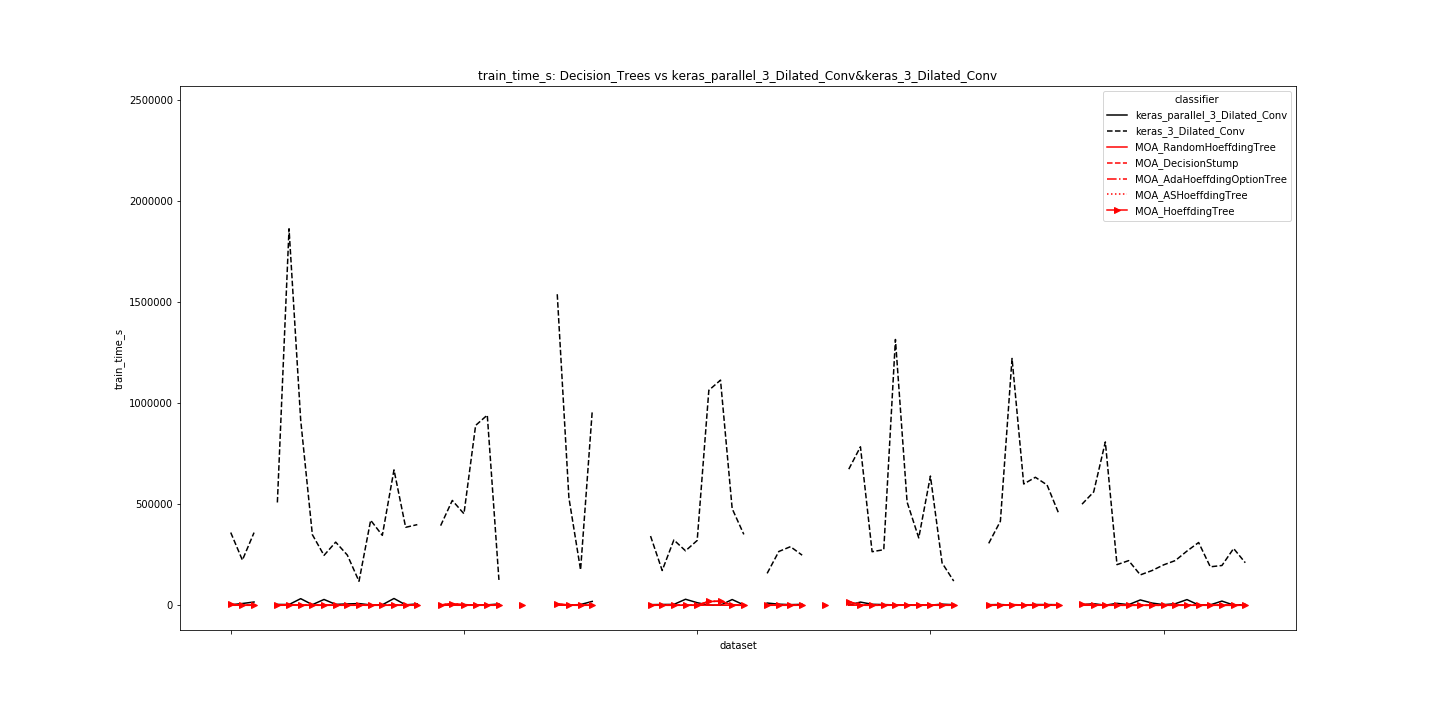 train_time_s: Decision_Trees vs keras_parallel_3_Dilated_Conv&keras_3_Dilated_Conv
2500000
2000000
1500000
1000000
500000
0
train_time_s
dataset
classifier
keras_parallel_3_Dilated_Conv
keras_3_Dilated_Conv
MOA_RandomHoeffdingTree
MOA_DecisionStump
MOA_AdaHoeffdingOptionTree
MOA_ASHoeffdingTree
MOA_HoeffdingTree